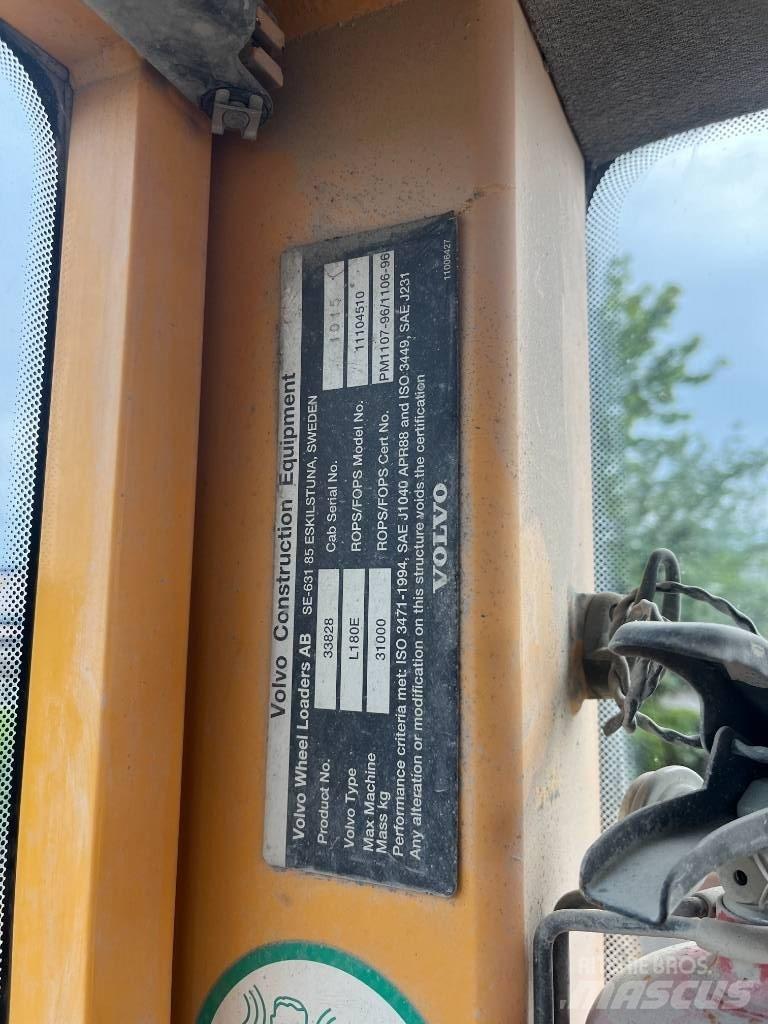 Volvo Construction Equipment
Volvo Wheel Loaders AB SE-631 85 ESKILSTUNA, SWEDEN
Product No. 33828 Cab Serial No. 1015
Volvo Type L180E ROPS/FOPS Model No. 11104510
Max Machine
Mass kg 31000 ROPS/FOPS Cert No. PM1107-96/1106-96
Performance criteria met: ISO 3471-1994, SAE J1040 APR88 and ISO 3449, SAE J231
Any alteration or modification on this structure voids the certification
VOLVO
11006427
RITCHIE BROS.
MASCUS